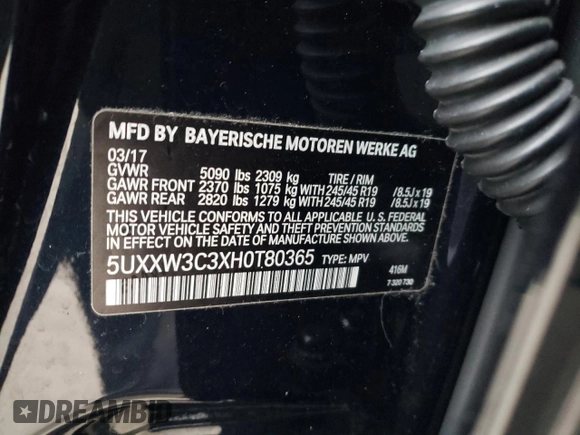 MFD BY BAYERISCHE MOTOREN WERKE AG
03/17
GVWR 5090 lbs 2309 kg TIRE / RIM
GAWR FRONT 2370 lbs 1075 kg WITH 245/45 R19 /8.5J x 19
GAWR REAR 2820 lbs 1279 kg WITH 245/45 R19 /8.5J x 19
THIS VEHICLE CONFORMS TO ALL APPLICABLE U. S. FEDERAL
MOTOR VEHICLE SAFETY AND THEFT PREVENTION
STANDARDS IN EFFECT ON THE DATE OF MANUFACTURE
5UXXW3C3XH0T80365 TYPE: MPV
416M
7 320 730
DREAMBID